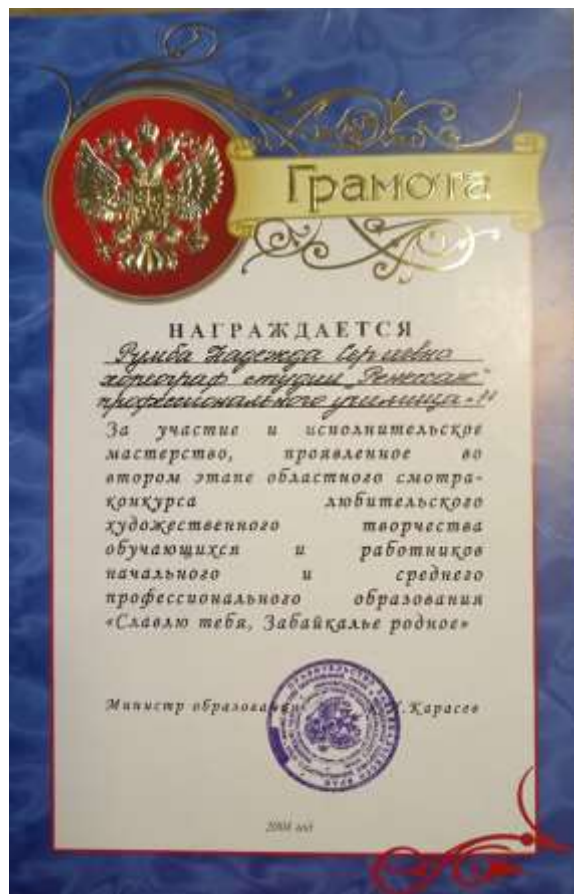 Грамота
НАГРАЖДАЕТСЯ
Румба Надежда Сергиевна
хореограф студии „Ренессанс"
профессионального училища
За участие и исполнительское
мастерство, проявленное во
втором этапе областного смотра-
конкурса любительского
художественного творчества
обучающихся и работников
начального и среднего
профессионального образования
«Славлю тебя, Забайкалье родное»
Министр образования Карасев
2008 год